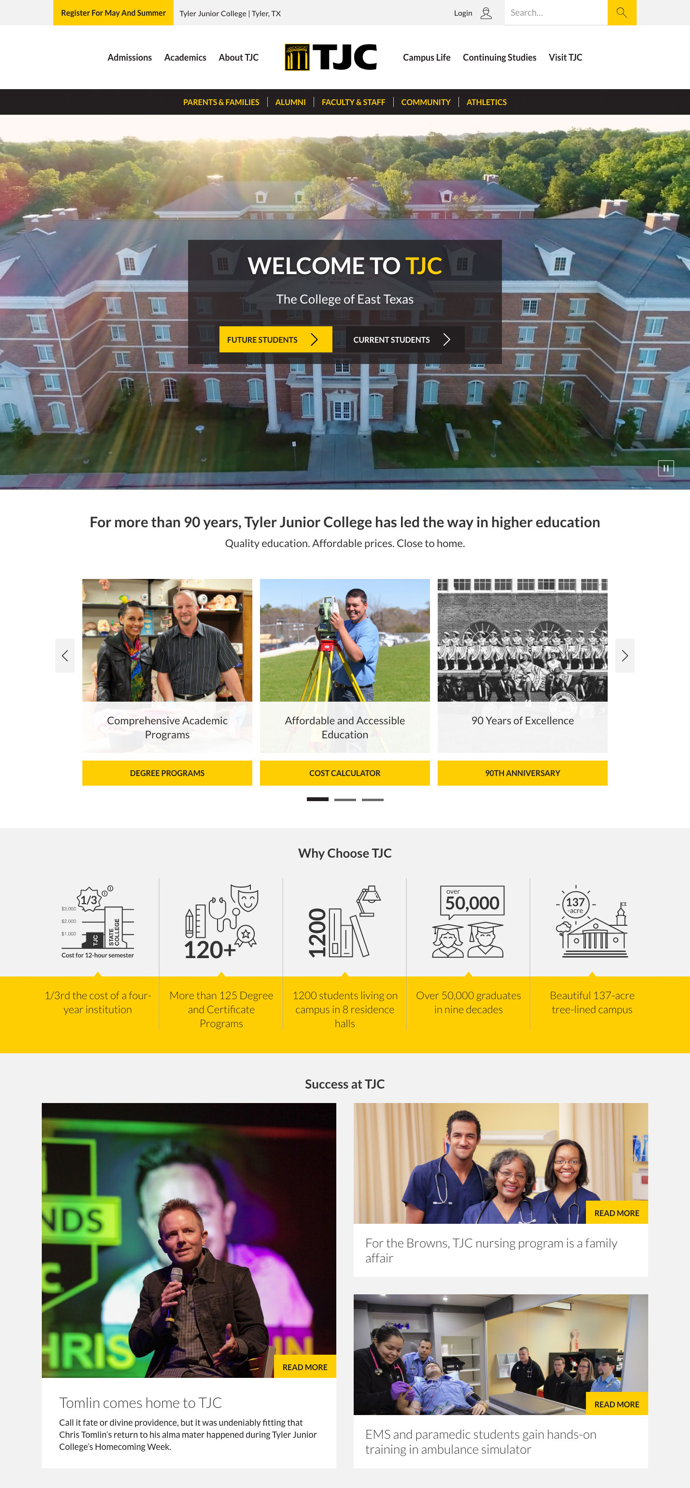 Register For May And Summer
Tyler Junior College | Tyler, TX
Login
Search...
Admissions
Academics
About TJC
TJC
Campus Life
Continuing Studies
Visit TJC
PARENTS & FAMILIES
ALUMNI
FACULTY & STAFF
COMMUNITY
ATHLETICS
WELCOME TO TJC
The College of East Texas
FUTURE STUDENTS
CURRENT STUDENTS
For more than 90 years, Tyler Junior College has led the way in higher education
Quality education. Affordable prices. Close to home.
Comprehensive Academic
Programs
Affordable and Accessible
Education
90 Years of Excellence
DEGREE PROGRAMS
COST CALCULATOR
90TH ANNIVERSARY
Why Choose TJC
1/3
$3,000
$2,000
$1,000
TJC
STATE
COLLEGE
Cost for 12-hour semester
120+
1200
over
50,000
137
-acre
1/3rd the cost of a four-
year institution
More than 125 Degree
and Certificate
Programs
1200 students living on
campus in 8 residence
halls
Over 50,000 graduates
in nine decades
Beautiful 137-acre
tree-lined campus
Success at TJC
NDS
HRIS
IN
READ MORE
Tomlin comes home to TJC
Call it fate or divine providence, but it was undeniably fitting that
Chris Tomlin's return to his alma mater happened during Tyler Junior
College's Homecoming Week.
READ MORE
For the Browns, TJC nursing program is a family
affair
READ MORE
EMS and paramedic students gain hands-on
training in ambulance simulator